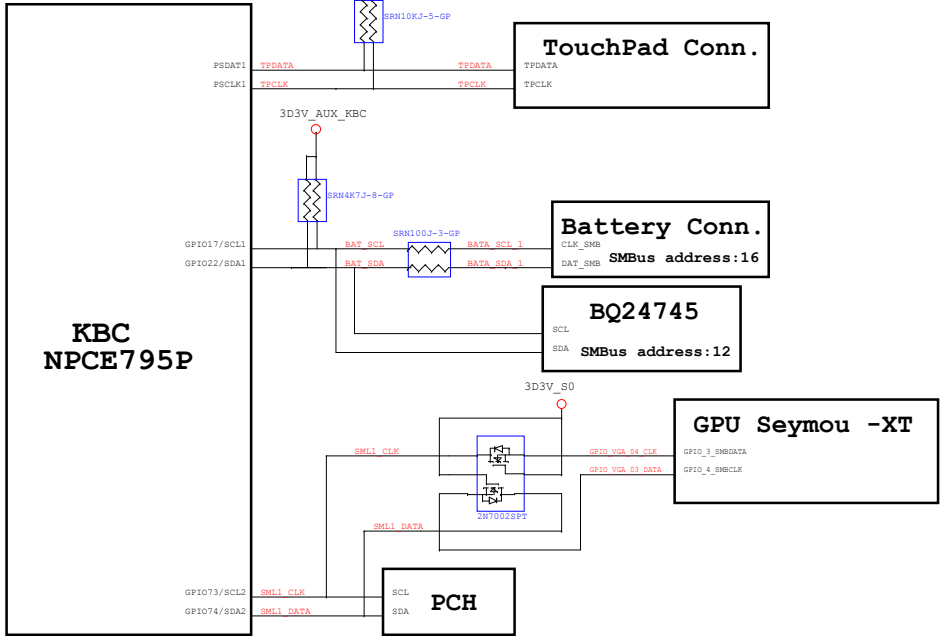 SRN10KJ-5-GP
TouchPad Conn.
PSDAT1 TPDATA TPDATA TPDATA
PSCLK1 TPCLK TPCLK TPCLK
3D3V_AUX_KBC
SRN4K7J-8-GP
SRN100J-3-GP
Battery Conn.
GPIO17/SCL1 BAT_SCL BATA_SCL_1 CLK_SMB
GPIO22/SDA1 BAT_SDA BATA_SDA_1 DAT_SMB SMBus address:16
BQ24745
SCL
SDA SMBus address:12
KBC
NPCE795P
3D3V_S0
GPU Seymou -XT
SML1_CLK GPIO_VGA_04_CLK GPIO_3_SMBDATA
GPIO_VGA_03_DATA GPIO_4_SMBCLK
2N7002SPT
SML1_DATA
GPIO73/SCL2 SML1_CLK SCL
GPIO74/SDA2 SML1_DATA SDA
PCH